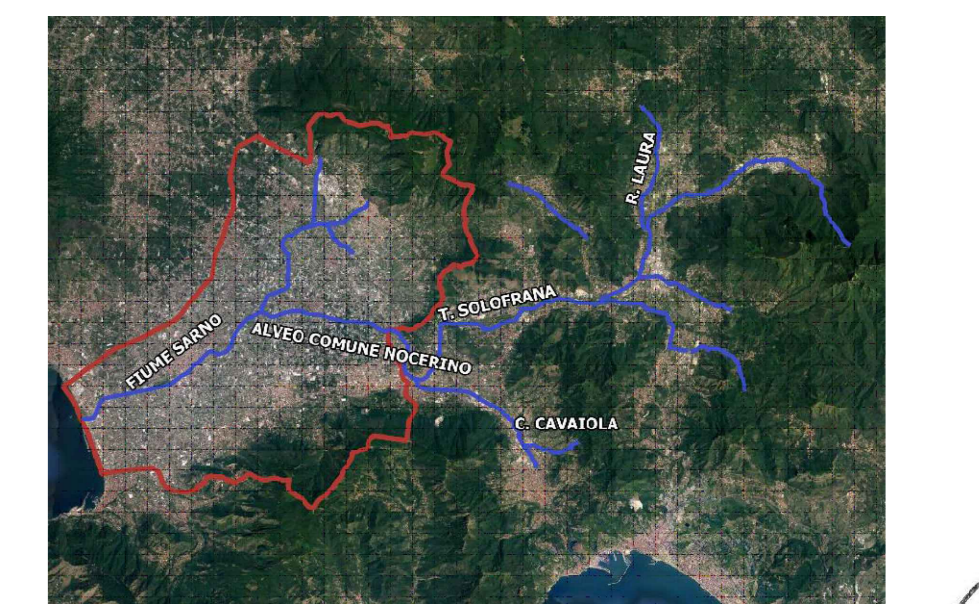 R. LAURA
T. SOLOFRANA
FIUME SARNO
ALVEO COMUNE NOCERINO
C. CAVAIOLA